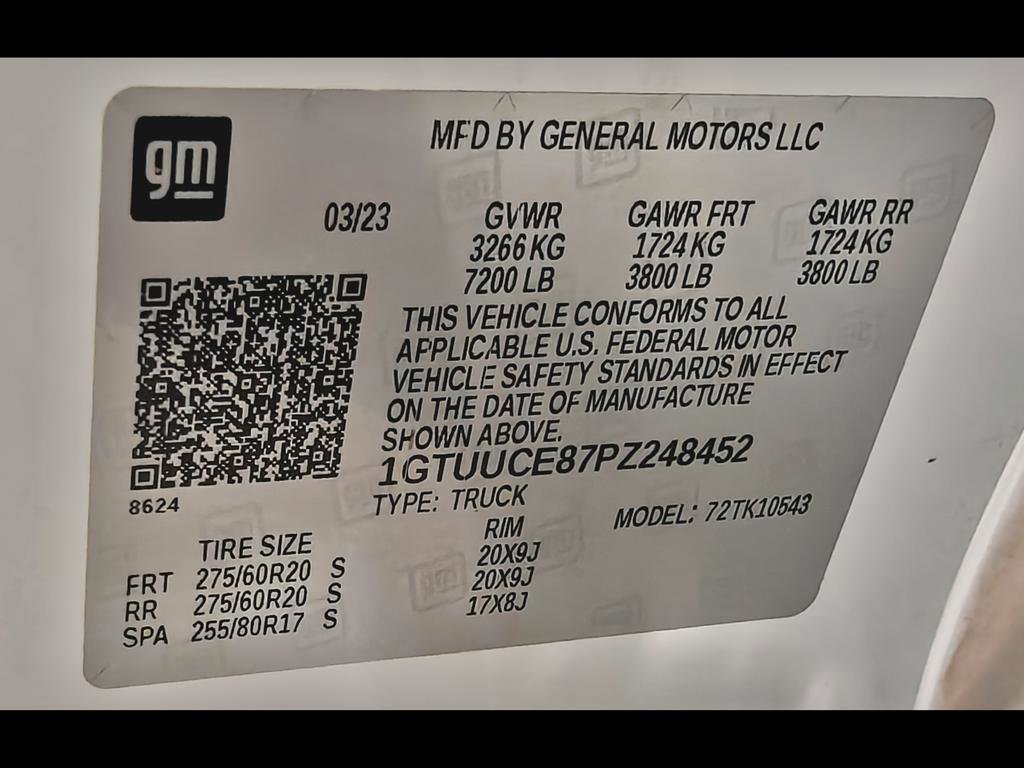 gm
MFD BY GENERAL MOTORS LLC
03/23 GVWR GAWR FRT GAWR RR
3266 KG 1724 KG 1724 KG
7200 LB 3800 LB 3800 LB
THIS VEHICLE CONFORMS TO ALL
APPLICABLE U.S. FEDERAL MOTOR
VEHICLE SAFETY STANDARDS IN EFFECT
ON THE DATE OF MANUFACTURE
SHOWN ABOVE.
1GTUUCE87PZ248452
8624
TYPE: TRUCK MODEL: 72TK10543
TIRE SIZE RIM
FRT 275/60R20 S 20X9J
RR 275/60R20 S 20X9J
SPA 255/80R17 S 17X8J